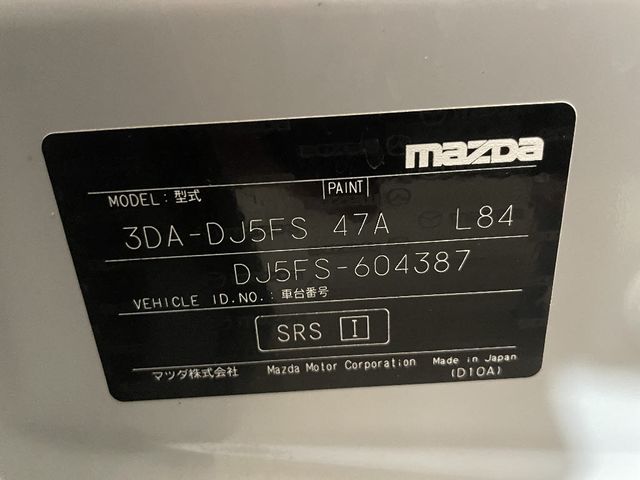 mazda
MODEL: 型式 PAINT
3DA-DJ5FS 47A L84
DJ5FS-604387
VEHICLE ID.NO.: 車台番号
SRS I
マツダ株式会社 Mazda Motor Corporation Made in Japan
(D10A)